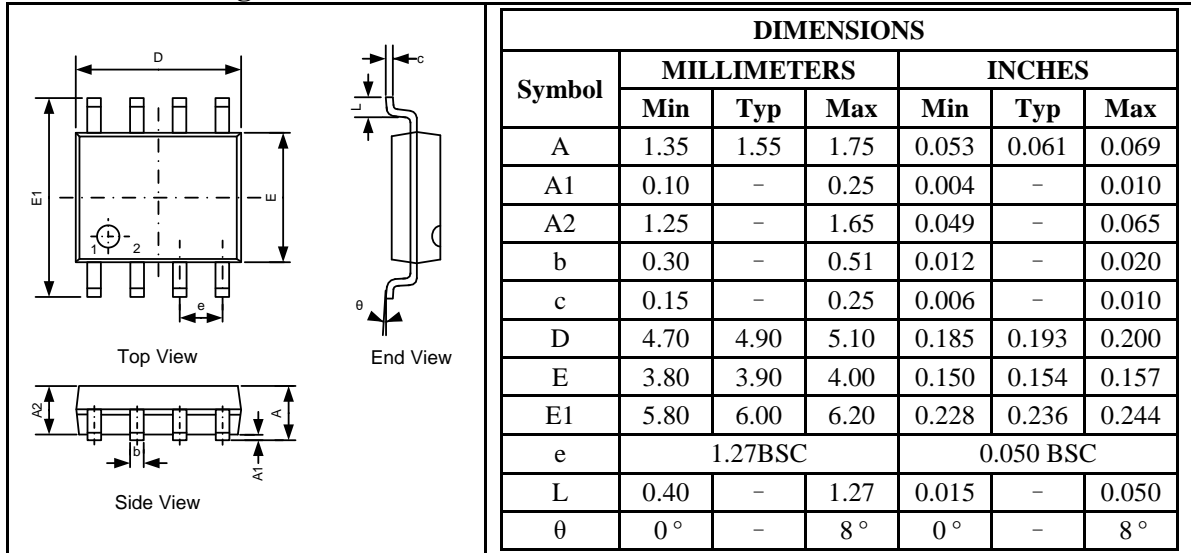 D
c
L
E1
E
1 2
e
θ
Top View
End View
A2
A
b
A1
Side View
DIMENSIONS
Symbol MILLIMETERS INCHES
Min Typ Max Min Typ Max
A 1.35 1.55 1.75 0.053 0.061 0.069
A1 0.10 – 0.25 0.004 – 0.010
A2 1.25 – 1.65 0.049 – 0.065
b 0.30 – 0.51 0.012 – 0.020
c 0.15 – 0.25 0.006 – 0.010
D 4.70 4.90 5.10 0.185 0.193 0.200
E 3.80 3.90 4.00 0.150 0.154 0.157
E1 5.80 6.00 6.20 0.228 0.236 0.244
e 1.27BSC 0.050 BSC
L 0.40 – 1.27 0.015 – 0.050
θ 0 ° – 8 ° 0 ° – 8 °